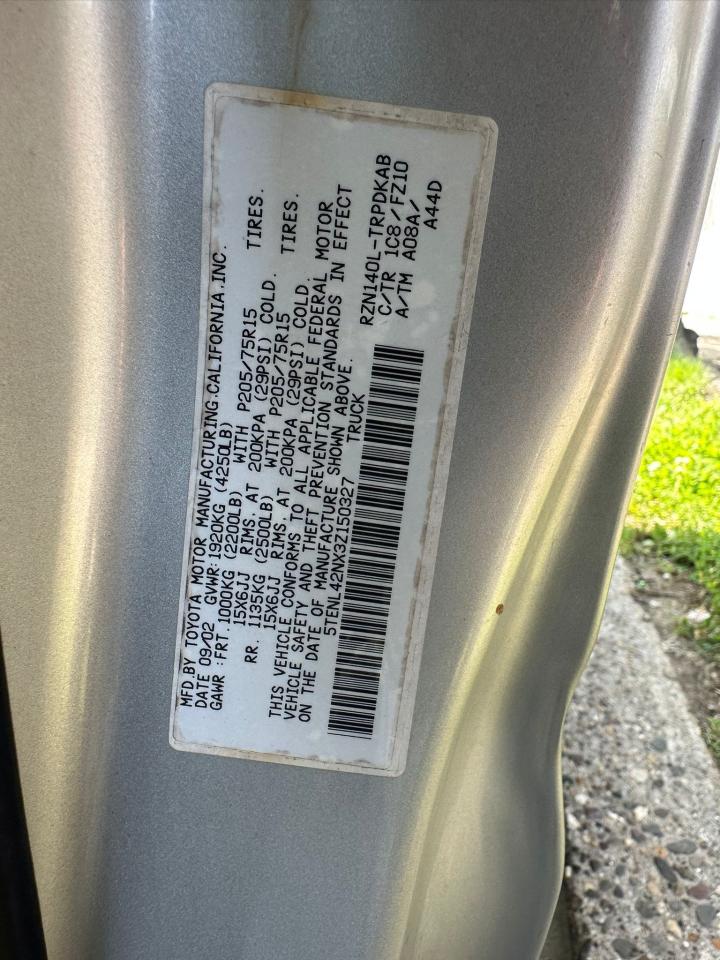 MFD.BY TOYOTA MOTOR MANUFACTURING.CALIFORNIA.INC.
DATE 09/02 GVWR:1920KG (4250LB)
GAWR :FRT.1000KG (2200LB) WITH P205/75R15 TIRES.
15X6JJ RIMS. AT 200KPA (29PSI) COLD.
RR. 1135KG (2500LB) WITH P205/75R15 TIRES.
15X6JJ RIMS. AT 200KPA (29PSI) COLD.
THIS VEHICLE CONFORMS TO ALL APPLICABLE FEDERAL MOTOR
VEHICLE SAFETY AND THEFT PREVENTION STANDARDS IN EFFECT
ON THE DATE OF MANUFACTURE SHOWN ABOVE.
5TENL42NX3Z150327 TRUCK
RZN140L-TRPDKAB
C/TR 1C8/FZ10
A/TM A08A/
A44D